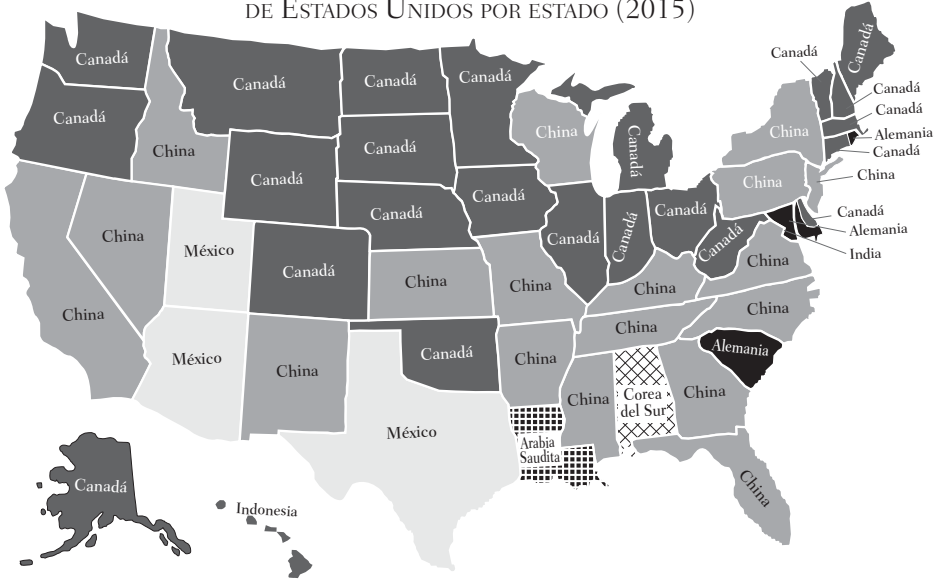 DE ESTADOS UNIDOS POR ESTADO (2015)
Canadá
Canadá
Canadá
Canadá
Canadá
Canadá
Canadá
China
China
Canadá
Canadá
Canadá
China
Canadá
Canadá
Alemania
Canadá
China
China
Canadá
Canadá
Canadá
Canadá
Canadá
Canadá
Canadá
Canadá
Alemania
India
China
México
Canadá
China
China
China
China
China
México
China
Canadá
China
China
China
Alemania
China
Corea
del Sur
China
México
Arabia
Saudita
China
Canadá
Indonesia